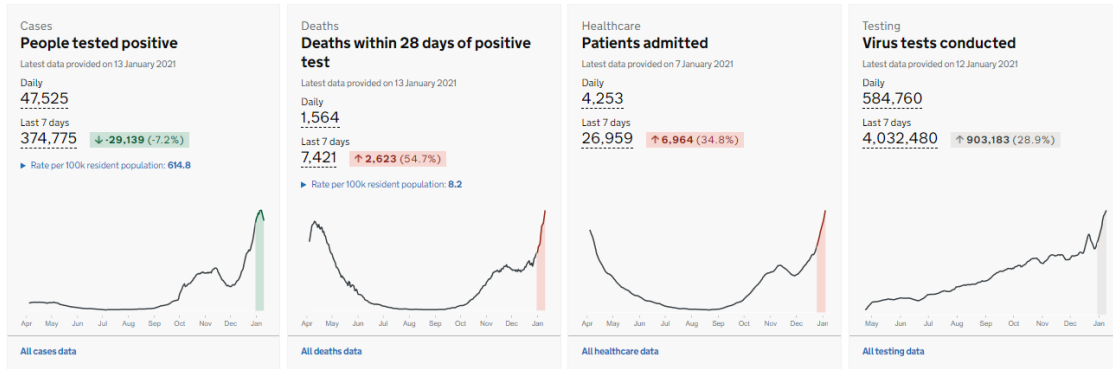 Cases
People tested positive
Latest data provided on 13 January 2021
Daily
47,525
Last 7 days
374,775 ↓ -29,139 (-7.2%)
▶ Rate per 100k resident population: 614.8
Apr May Jun Jul Aug Sep Oct Nov Dec Jan
All cases data
Deaths
Deaths within 28 days of positive
test
Latest data provided on 13 January 2021
Daily
1,564
Last 7 days
7,421 ↑ 2,623 (54.7%)
▶ Rate per 100k resident population: 8.2
Apr May Jun Jul Aug Sep Oct Nov Dec Jan
All deaths data
Healthcare
Patients admitted
Latest data provided on 7 January 2021
Daily
4,253
Last 7 days
26,959 ↑ 6,964 (34.8%)
Apr May Jun Jul Aug Sep Oct Nov Dec Jan
All healthcare data
Testing
Virus tests conducted
Latest data provided on 12 January 2021
Daily
584,760
Last 7 days
4,032,480 ↑ 903,183 (28.9%)
May Jun Jul Aug Sep Oct Nov Dec Jan
All testing data